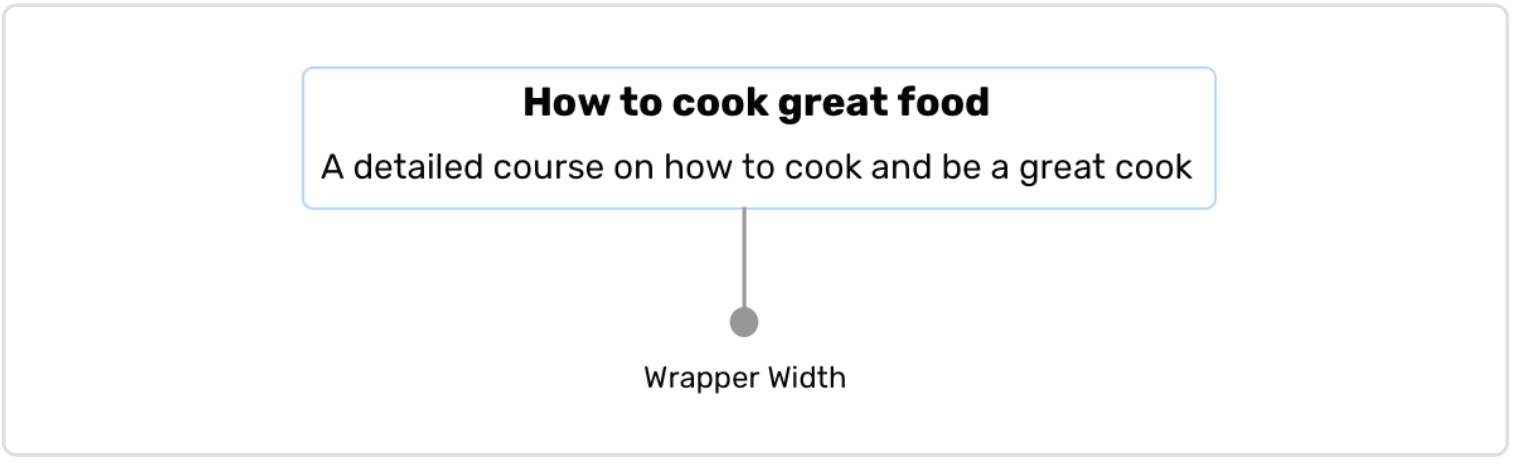 How to cook great food
A detailed course on how to cook and be a great cook
Wrapper Width